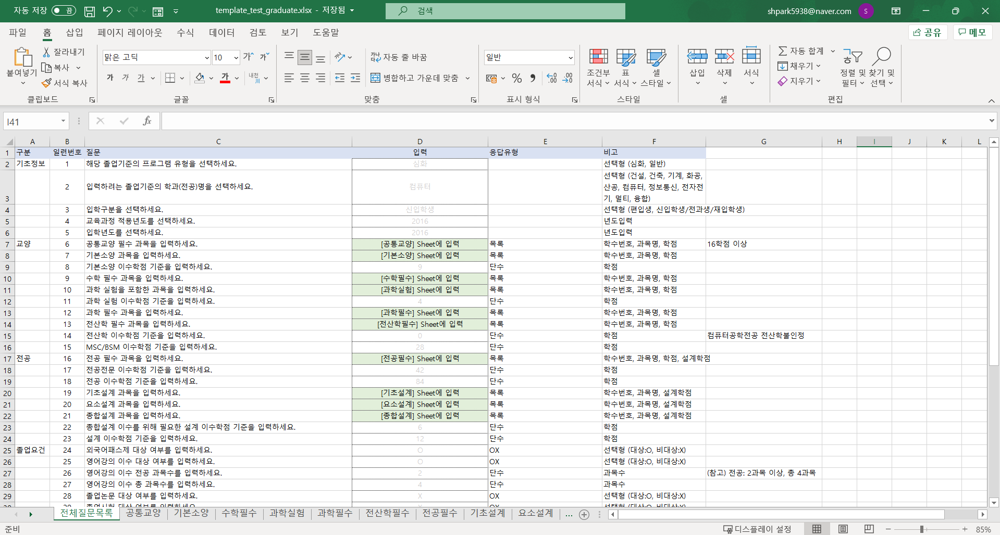 자동 저장 끔 template_test_graduate.xlsx - 저장됨 검색 shpark5938@naver.com S
파일 홈 삽입 페이지 레이아웃 수식 데이터 검토 보기 도움말 공유 메모
붙여넣기 잘라내기 복사 서식 복사 클립보드
맑은 고딕 10 가 가 가 가 가 가 내천 글꼴
가나다 자동 줄 바꿈 병합하고 가운데 맞춤 맞춤
일반 % 표시 형식
조건부 서식 표 서식 셀 스타일 스타일
삽입 삭제 서식 셀
자동 합계 채우기 지우기 정렬 및 필터 찾기 및 선택 편집
I41 fx
A B C D E F G H I J K L
1 구분 일련번호 질문 입력 응답유형 비고
2 기초정보 1 해당 졸업기준의 프로그램 유형을 선택하세요. 심화 선택형 (심화, 일반)
3 2 입력하려는 졸업기준의 학과(전공)명을 선택하세요. 컴퓨터 선택형 (건설, 건축, 기계, 화공,
산공, 컴퓨터, 정보통신, 전자전
기, 멀티, 융합)
4 3 입학구분을 선택하세요. 신입학생 선택형 (편입생, 신입학생/전과생/재입학생)
5 4 교육과정 적용년도를 선택하세요. 2016 년도입력
6 5 입학년도를 선택하세요. 2016 년도입력
7 교양 6 공통교양 필수 과목을 입력하세요. [공통교양] Sheet에 입력 목록 학수번호, 과목명, 학점 16학점 이상
8 7 기본소양 과목을 입력하세요. [기본소양] Sheet에 입력 목록 학수번호, 과목명, 학점
9 8 기본소양 이수학점 기준을 입력하세요. 9 단수 학점
10 9 수학 필수 과목을 입력하세요. [수학필수] Sheet에 입력 목록 학수번호, 과목명, 학점
11 10 과학 실험을 포함한 과목을 입력하세요. [과학실험] Sheet에 입력 목록 학수번호, 과목명, 학점
12 11 과학 실험 이수학점 기준을 입력하세요. 4 단수 학점
13 12 과학 필수 과목을 입력하세요. [과학필수] Sheet에 입력 목록 학수번호, 과목명, 학점
14 13 전산학 필수 과목을 입력하세요. [전산학필수] Sheet에 입력 목록 학수번호, 과목명, 학점
15 14 전산학 이수학점 기준을 입력하세요. 0 단수 학점 컴퓨터공학전공 전산학불인정
16 15 MSC/BSM 이수학점 기준을 입력하세요. 28 단수 학점
17 전공 16 전공 필수 과목을 입력하세요. [전공필수] Sheet에 입력 목록 학수번호, 과목명, 학점, 설계학점
18 17 전공전문 이수학점 기준을 입력하세요. 42 단수 학점
19 18 전공 이수학점 기준을 입력하세요. 84 단수 학점
20 19 기초설계 과목을 입력하세요. [기초설계] Sheet에 입력 목록 학수번호, 과목명, 설계학점
21 20 요소설계 과목을 입력하세요. [요소설계] Sheet에 입력 목록 학수번호, 과목명, 설계학점
22 21 종합설계 과목을 입력하세요. [종합설계] Sheet에 입력 목록 학수번호, 과목명, 설계학점
23 22 종합설계 이수를 위해 필요한 설계 이수학점 기준을 입력하세요. 6 단수 학점
24 23 설계 이수학점 기준을 입력하세요. 12 단수 학점
25 졸업요건 24 외국어패스제 대상 여부를 입력하세요. O OX 선택형 (대상:O, 비대상:X)
26 25 영어강의 이수 대상 여부를 입력하세요. O OX 선택형 (대상:O, 비대상:X)
27 26 영어강의 이수 전공 과목수를 입력하세요. 2 단수 과목수 (참고) 전공: 2과목 이상, 총 4과목
28 27 영어강의 이수 총 과목수를 입력하세요. 4 단수 과목수
29 28 졸업논문 대상 여부를 입력하세요. X OX 선택형 (대상:O, 비대상:X)
전체질문목록 공통교양 기본소양 수학필수 과학실험 과학필수 전산학필수 전공필수 기초설계 요소설계 ...
준비 디스플레이 설정 85%